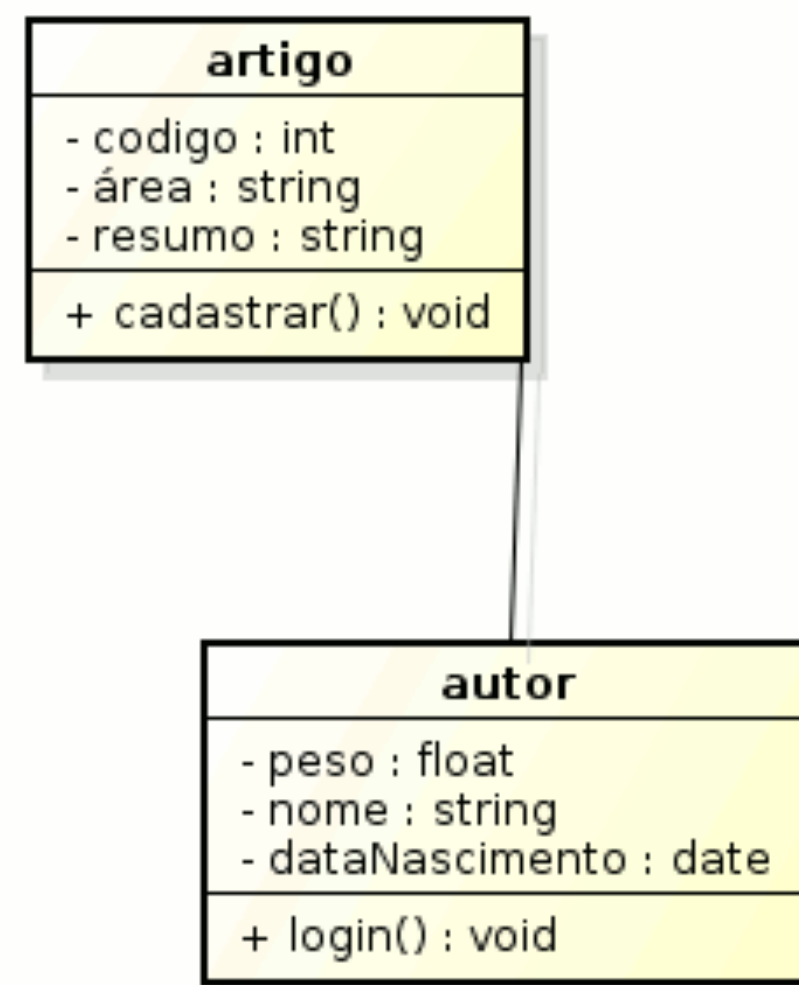 artigo
- codigo : int
- área : string
- resumo : string
+ cadastrar() : void
autor
- peso : float
- nome : string
- dataNascimento : date
+ login() : void